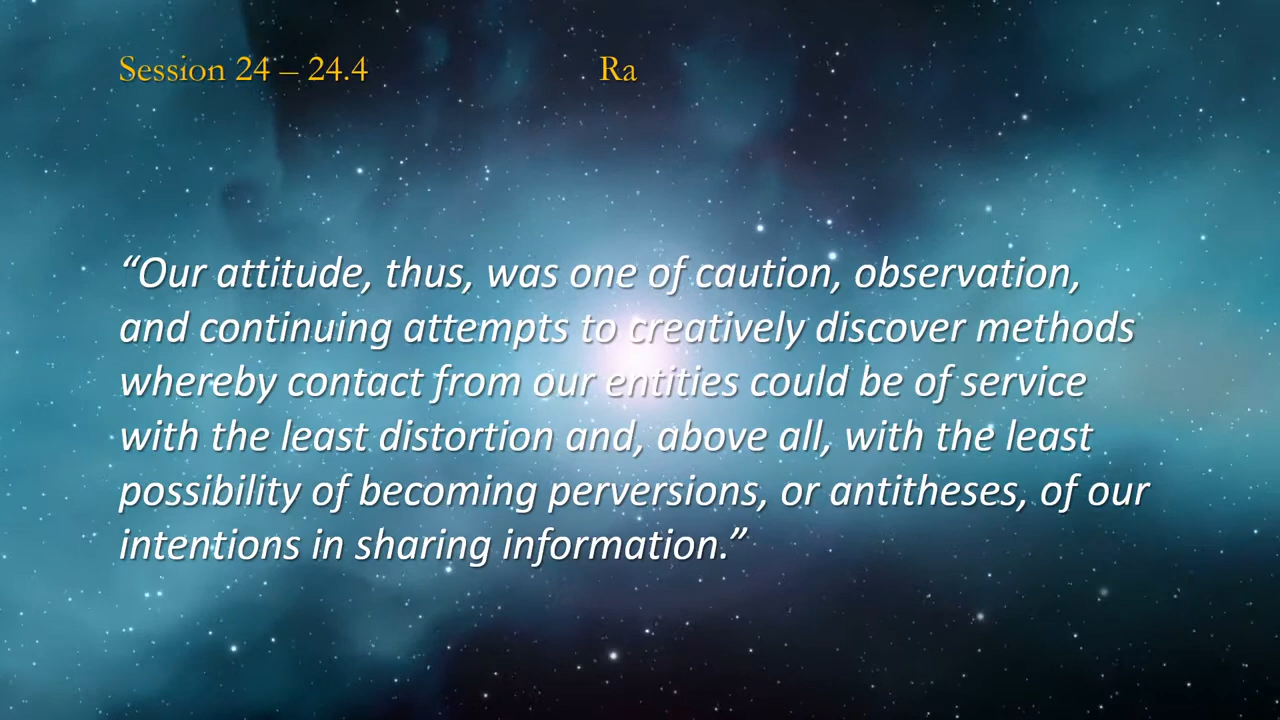 Session 24 – 24.4 Ra
“Our attitude, thus, was one of caution, observation,
and continuing attempts to creatively discover methods
whereby contact from our entities could be of service
with the least distortion and, above all, with the least
possibility of becoming perversions, or antitheses, of our
intentions in sharing information.”